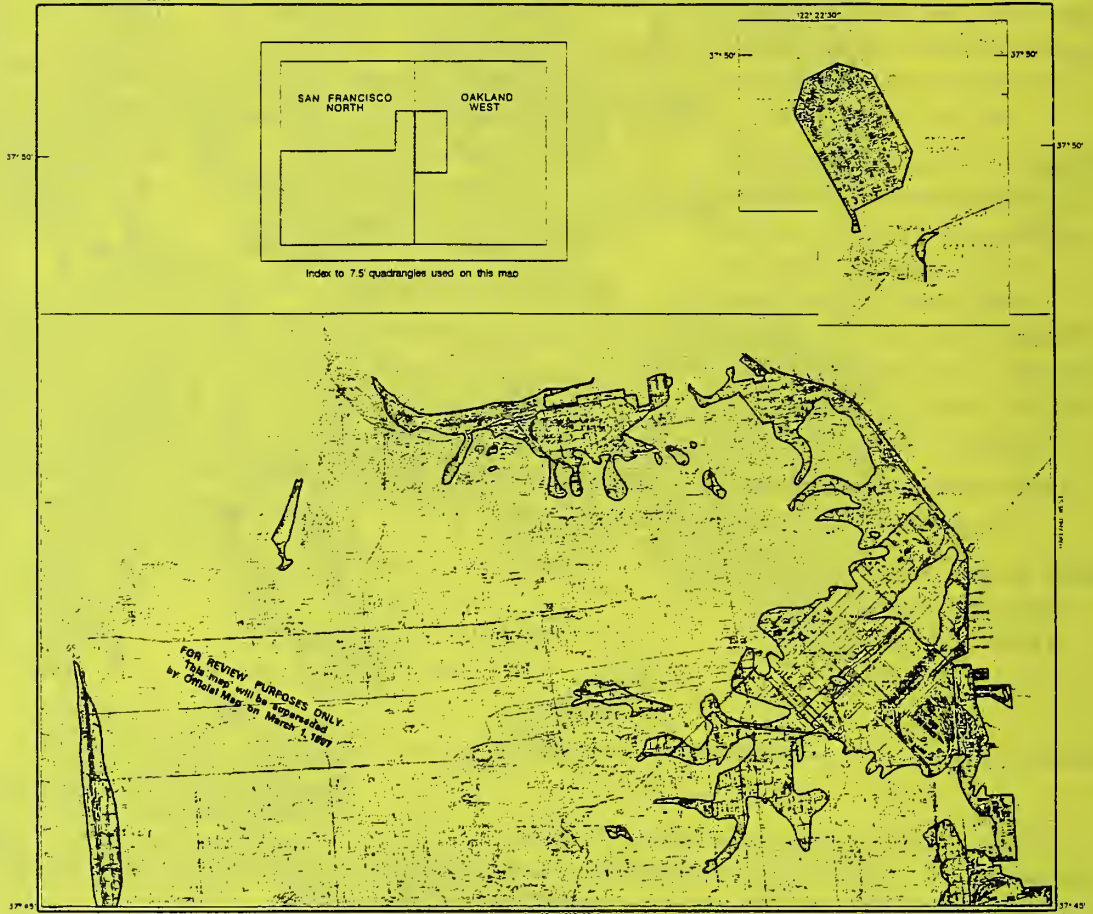 122° 22'30"
37° 50'
37° 50'
SAN FRANCISCO
NORTH
OAKLAND
WEST
37° 50'
37° 50'
Index to 7.5' quadrangles used on this map
FOR REVIEW PURPOSES ONLY
This map will be superseded
by Official Map on March 1, 1997
37° 45'
37° 45'